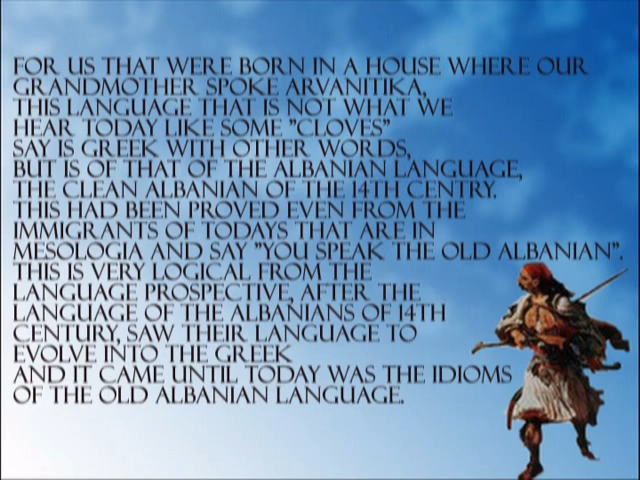 FOR US THAT WERE BORN IN A HOUSE WHERE OUR
GRANDMOTHER SPOKE ARVANITIKA,
THIS LANGUAGE THAT IS NOT WHAT WE
HEAR TODAY LIKE SOME "CLOVES"
SAY IS GREEK WITH OTHER WORDS,
BUT IS OF THAT OF THE ALBANIAN LANGUAGE,
THE CLEAN ALBANIAN OF THE 14TH CENTRY.
THIS HAD BEEN PROVED EVEN FROM THE
IMMIGRANTS OF TODAYS THAT ARE IN
MESOLOGIA AND SAY "YOU SPEAK THE OLD ALBANIAN".
THIS IS VERY LOGICAL FROM THE
LANGUAGE PROSPECTIVE, AFTER THE
LANGUAGE OF THE ALBANIANS OF 14TH
CENTURY, SAW THEIR LANGUAGE TO
EVOLVE INTO THE GREEK
AND IT CAME UNTIL TODAY WAS THE IDIOMS
OF THE OLD ALBANIAN LANGUAGE.